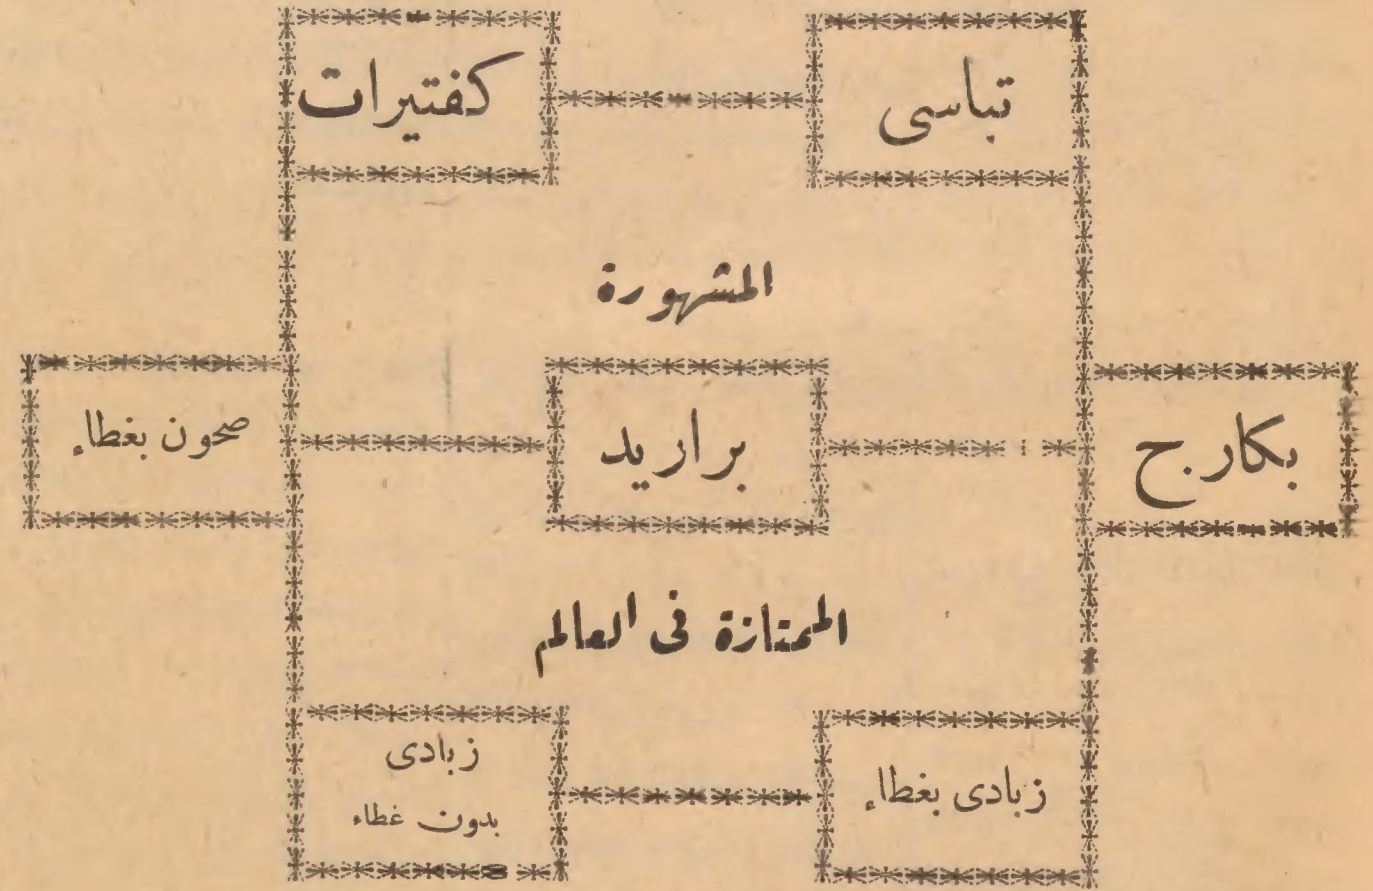 تباسى
كفتيرات
المشهورة
بكارج
براريد
صحون بغطاء
الممتازة فى العالم
زبادى بغطاء
زبادى
بدون غطاء